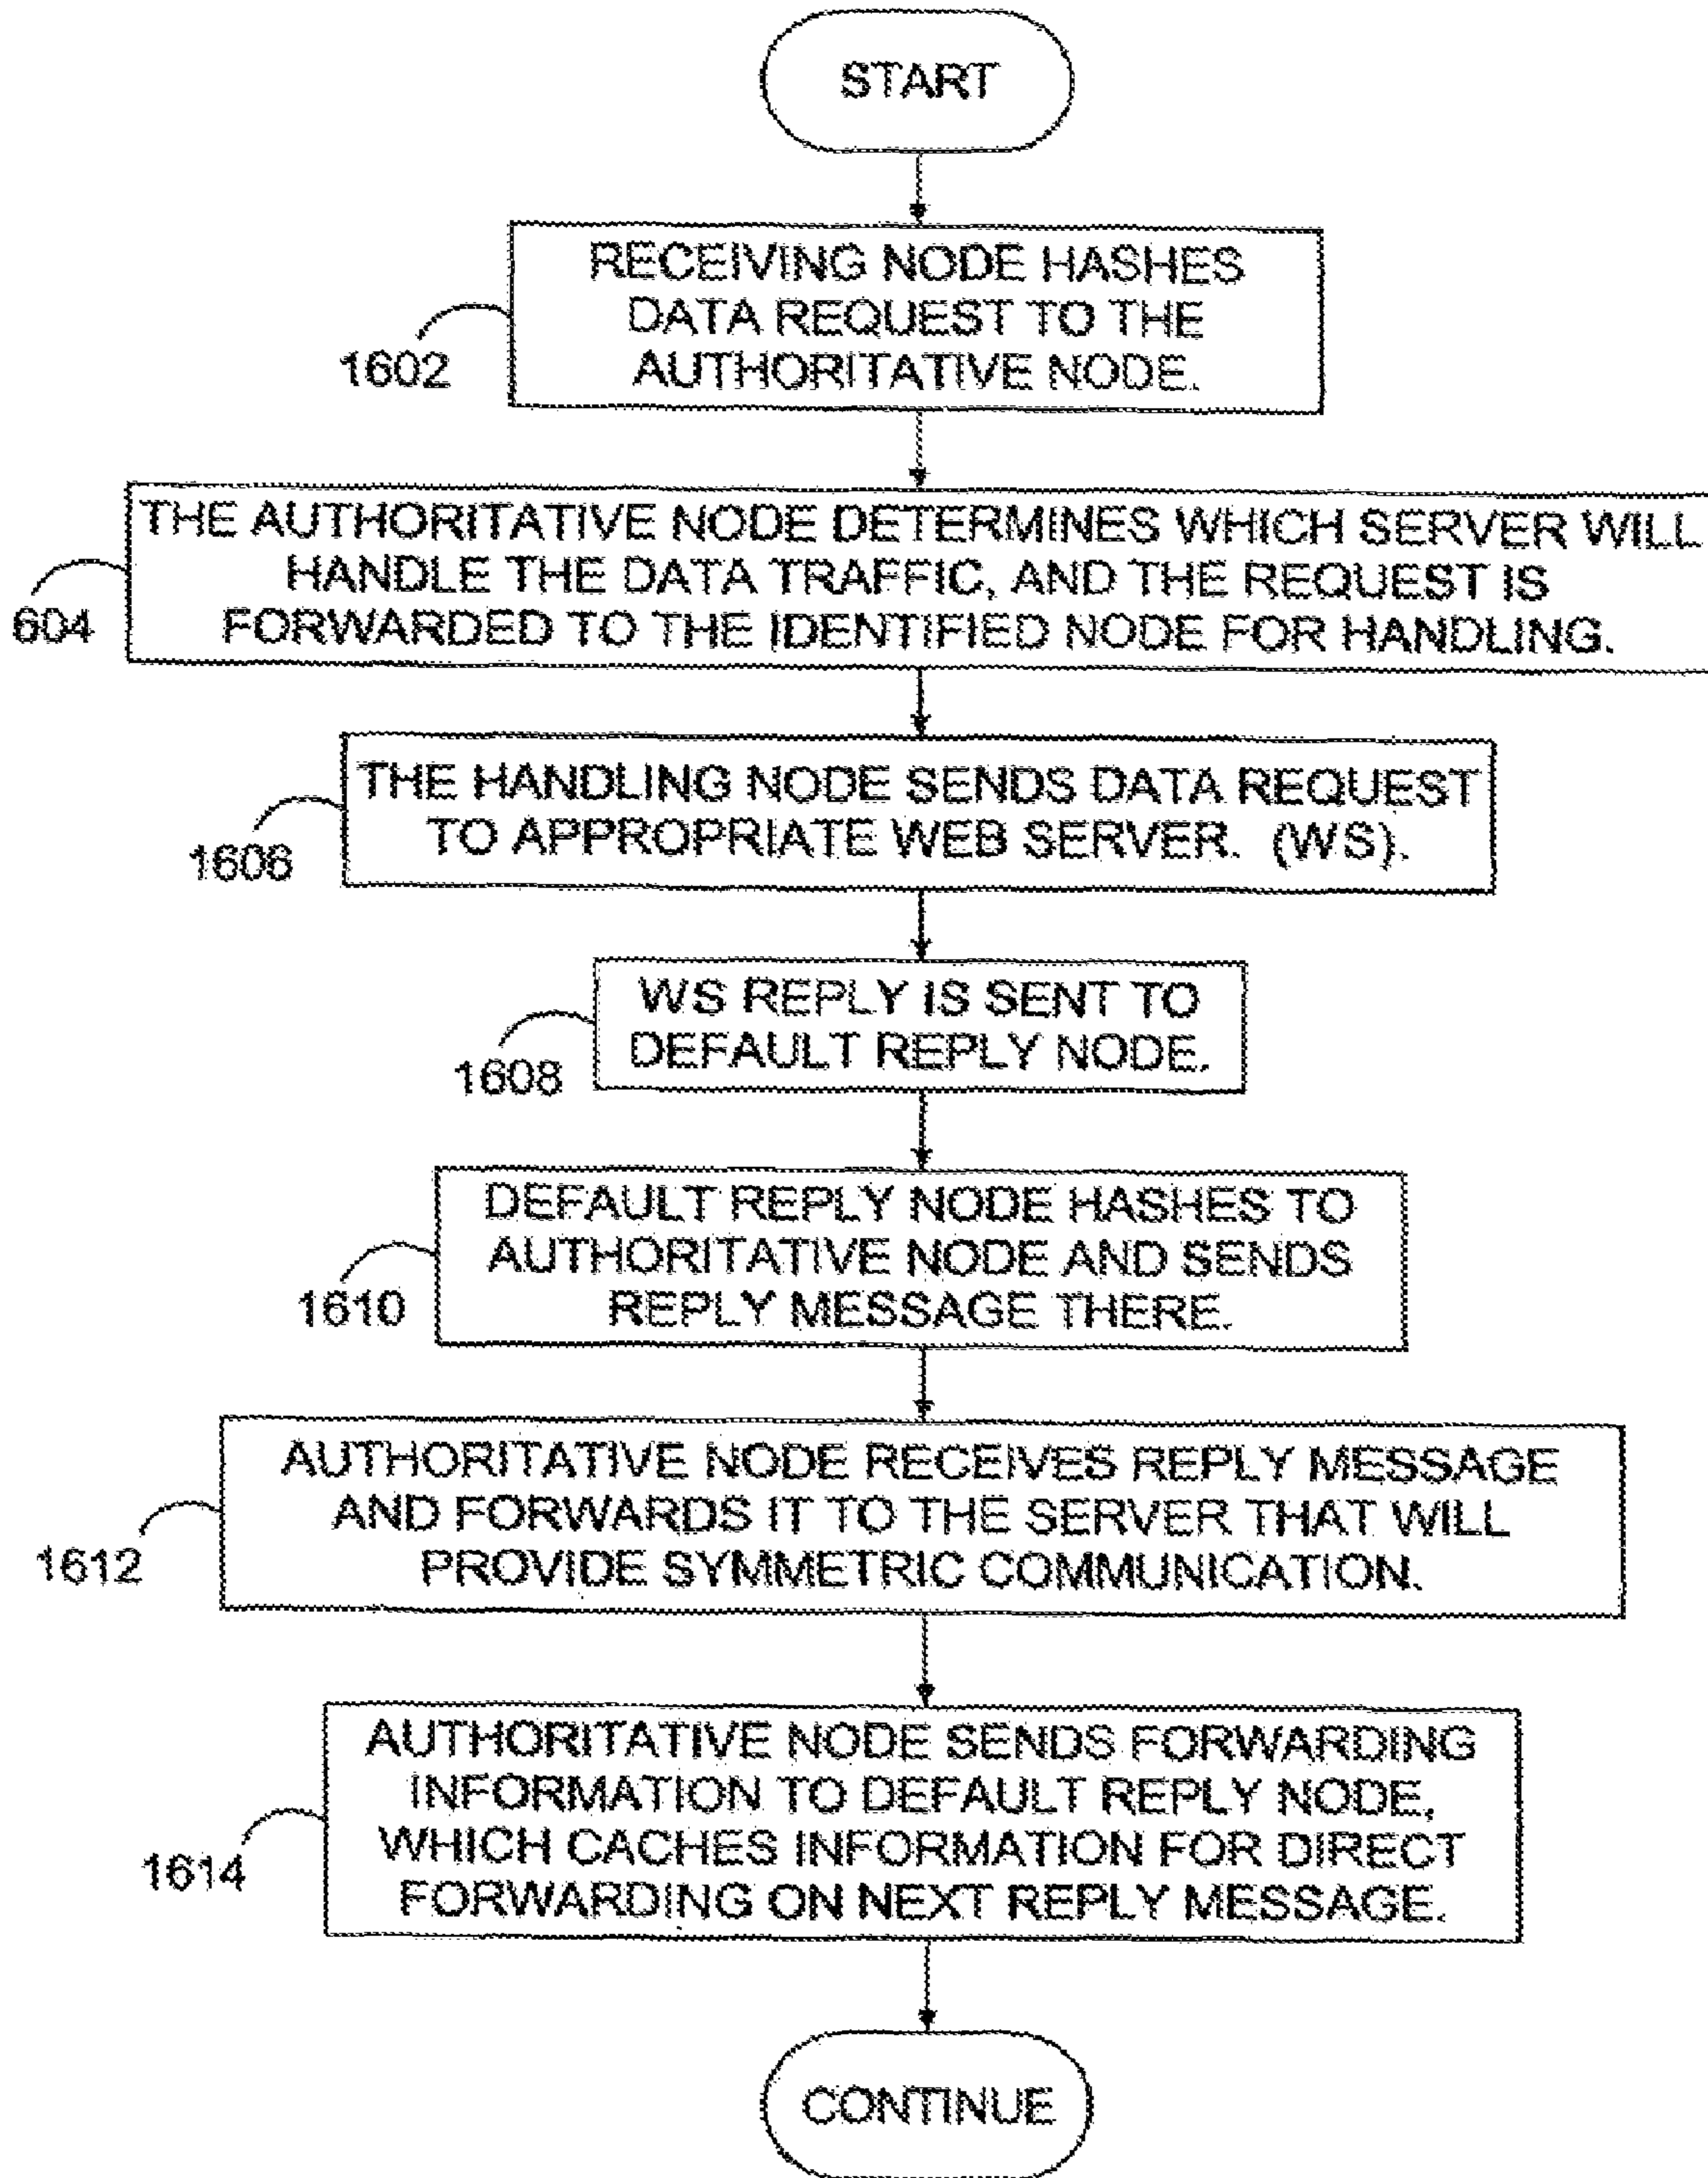 START
RECEIVING NODE HASHES
DATA REQUEST TO THE
AUTHORITATIVE NODE.
1602
THE AUTHORITATIVE NODE DETERMINES WHICH SERVER WILL
HANDLE THE DATA TRAFFIC, AND THE REQUEST IS
FORWARDED TO THE IDENTIFIED NODE FOR HANDLING.
604
THE HANDLING NODE SENDS DATA REQUEST
TO APPROPRIATE WEB SERVER. (WS).
1606
WS REPLY IS SENT TO
DEFAULT REPLY NODE.
1608
DEFAULT REPLY NODE HASHES TO
AUTHORITATIVE NODE AND SENDS
REPLY MESSAGE THERE.
1610
AUTHORITATIVE NODE RECEIVES REPLY MESSAGE
AND FORWARDS IT TO THE SERVER THAT WILL
PROVIDE SYMMETRIC COMMUNICATION.
1612
AUTHORITATIVE NODE SENDS FORWARDING
INFORMATION TO DEFAULT REPLY NODE,
WHICH CACHES INFORMATION FOR DIRECT
FORWARDING ON NEXT REPLY MESSAGE.
1614
CONTINUE